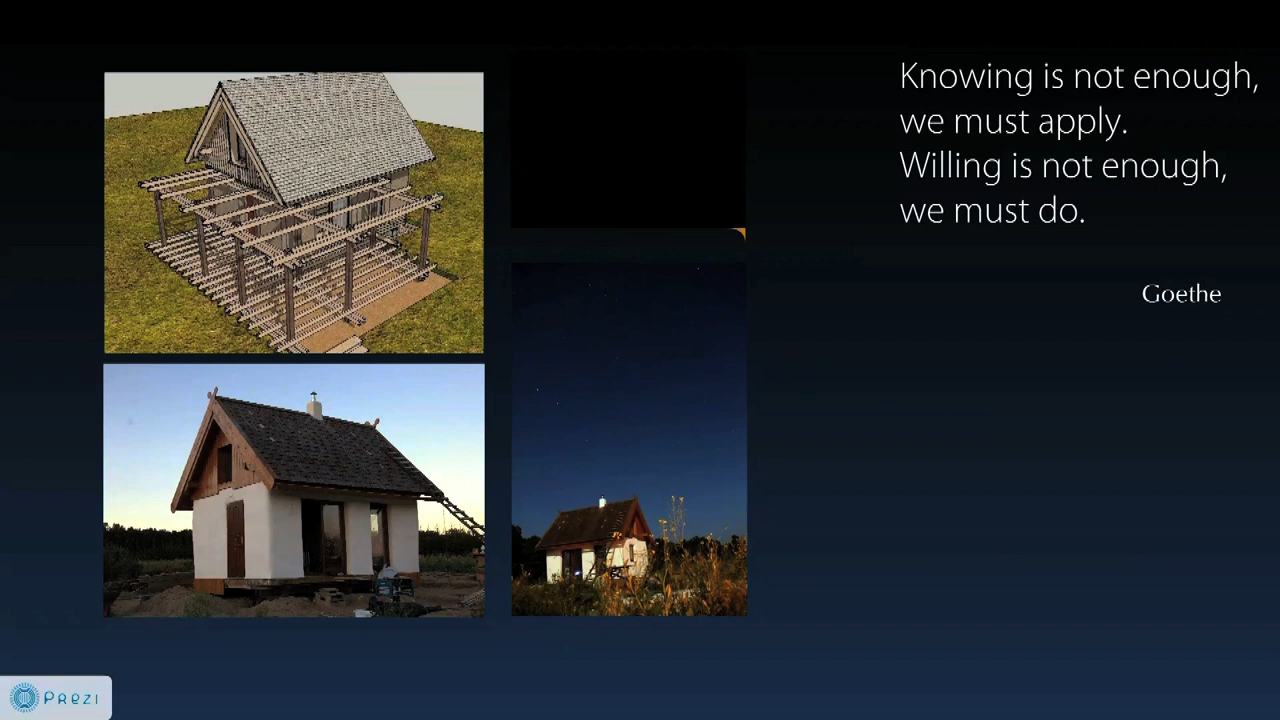 Knowing is not enough,
we must apply.
Willing is not enough,
we must do.
Goethe
Prezi